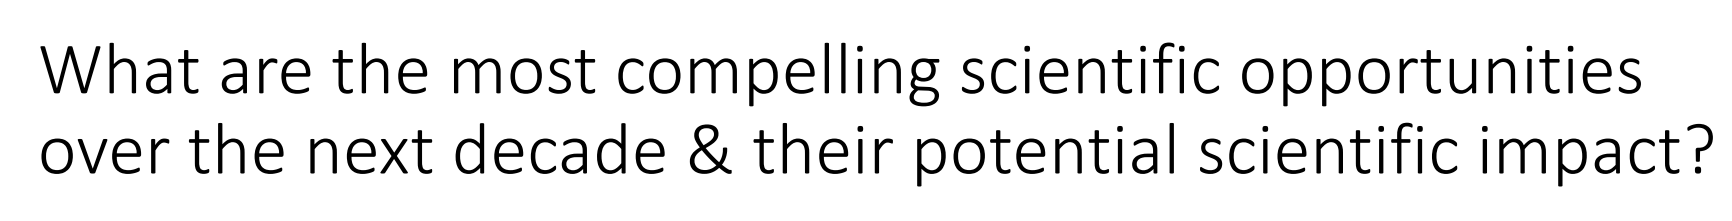 What are the most compelling scientific opportunities
over the next decade & their potential scientific impact?